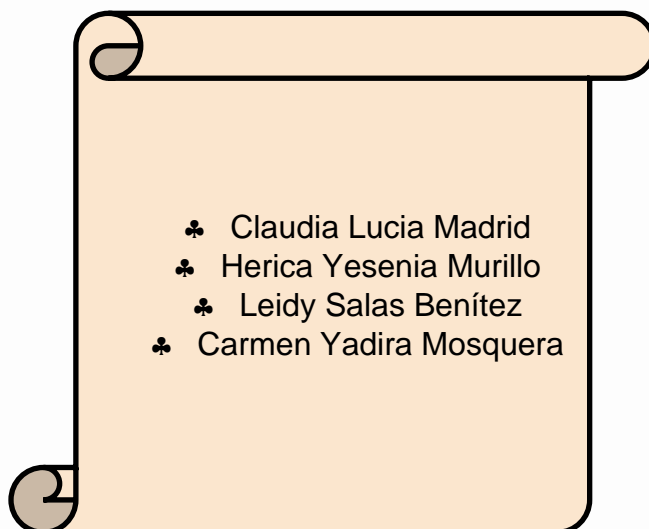 ♣ Claudia Lucia Madrid
♣ Herica Yesenia Murillo
♣ Leidy Salas Benítez
♣ Carmen Yadira Mosquera